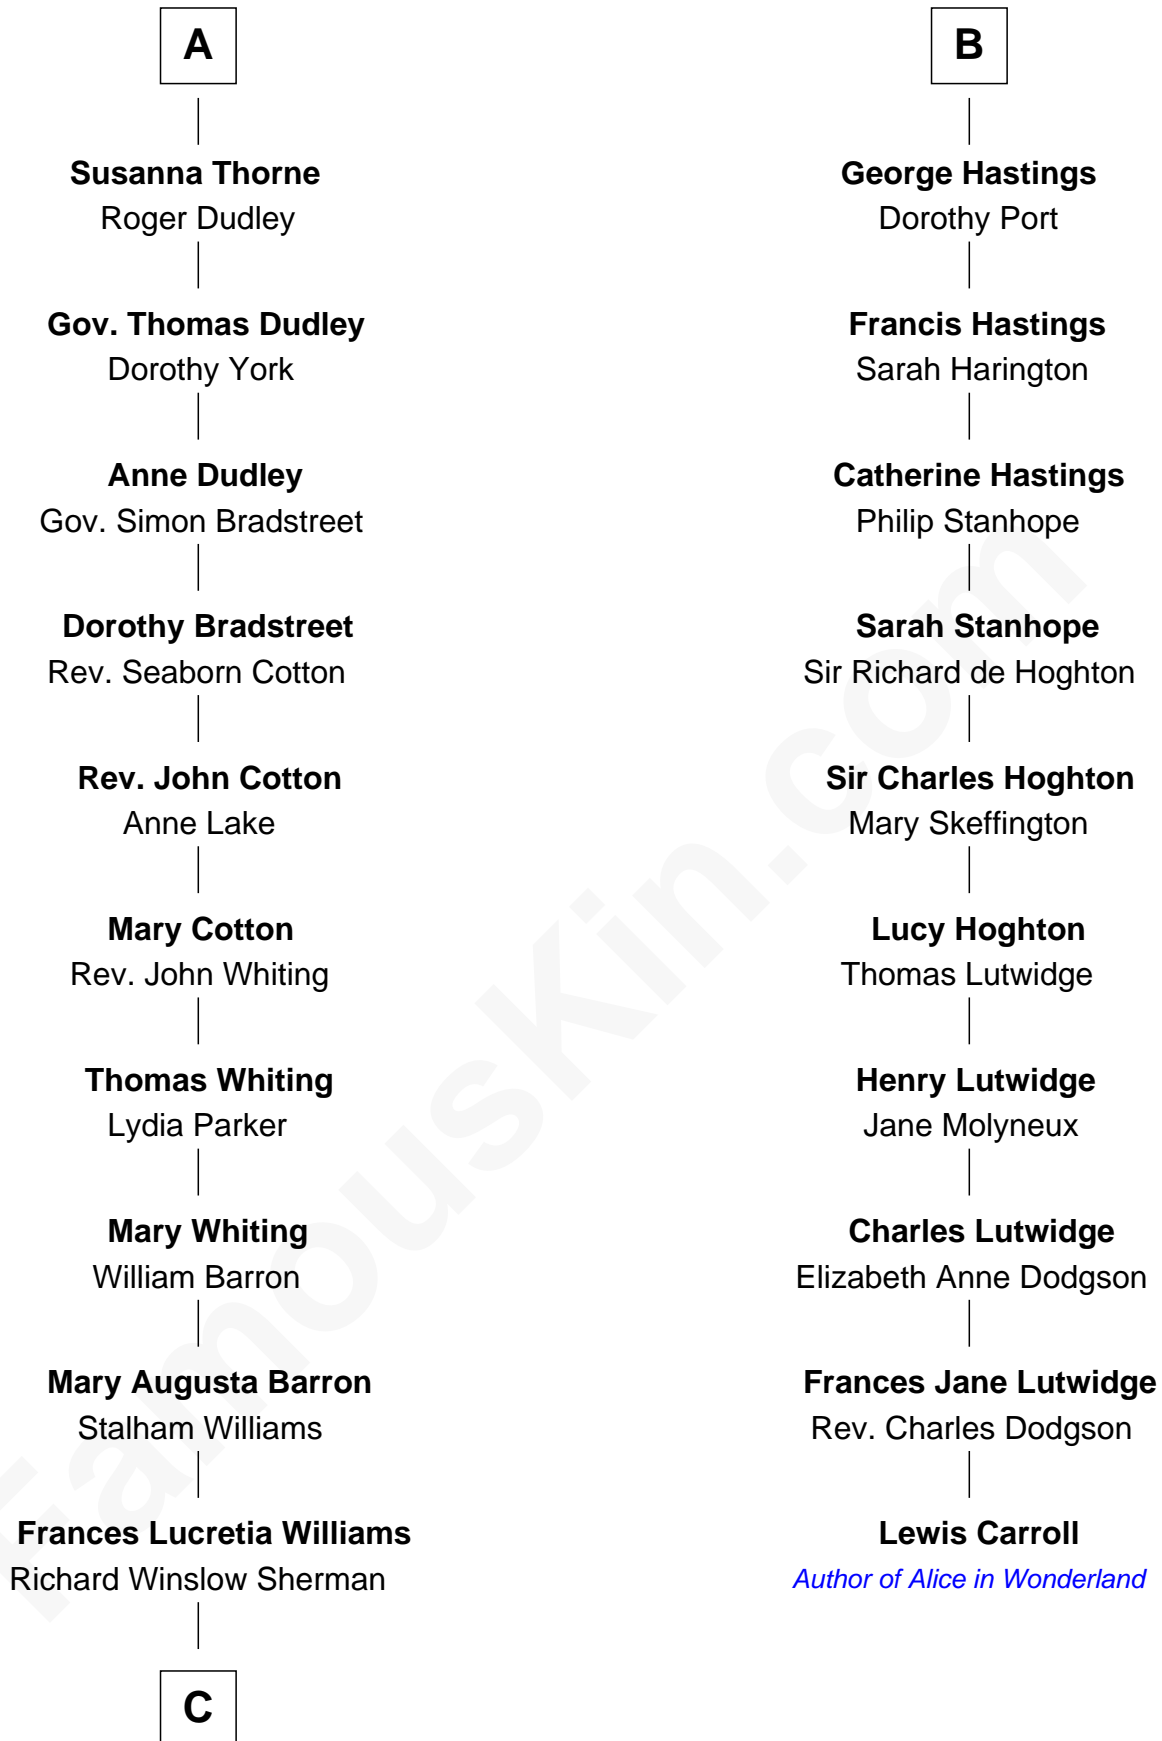 A
Susanna Thorne
Roger Dudley
Gov. Thomas Dudley
Dorothy York
Anne Dudley
Gov. Simon Bradstreet
Dorothy Bradstreet
Rev. Seaborn Cotton
Rev. John Cotton
Anne Lake
Mary Cotton
Rev. John Whiting
Thomas Whiting
Lydia Parker
Mary Whiting
William Barron
Mary Augusta Barron
Stalham Williams
Frances Lucretia Williams
Richard Winslow Sherman
C
B
George Hastings
Dorothy Port
Francis Hastings
Sarah Harington
Catherine Hastings
Philip Stanhope
Sarah Stanhope
Sir Richard de Hoghton
Sir Charles Hoghton
Mary Skeffington
Lucy Hoghton
Thomas Lutwidge
Henry Lutwidge
Jane Molyneux
Charles Lutwidge
Elizabeth Anne Dodgson
Frances Jane Lutwidge
Rev. Charles Dodgson
Lewis Carroll
Author of Alice in Wonderland
FamousKin.com